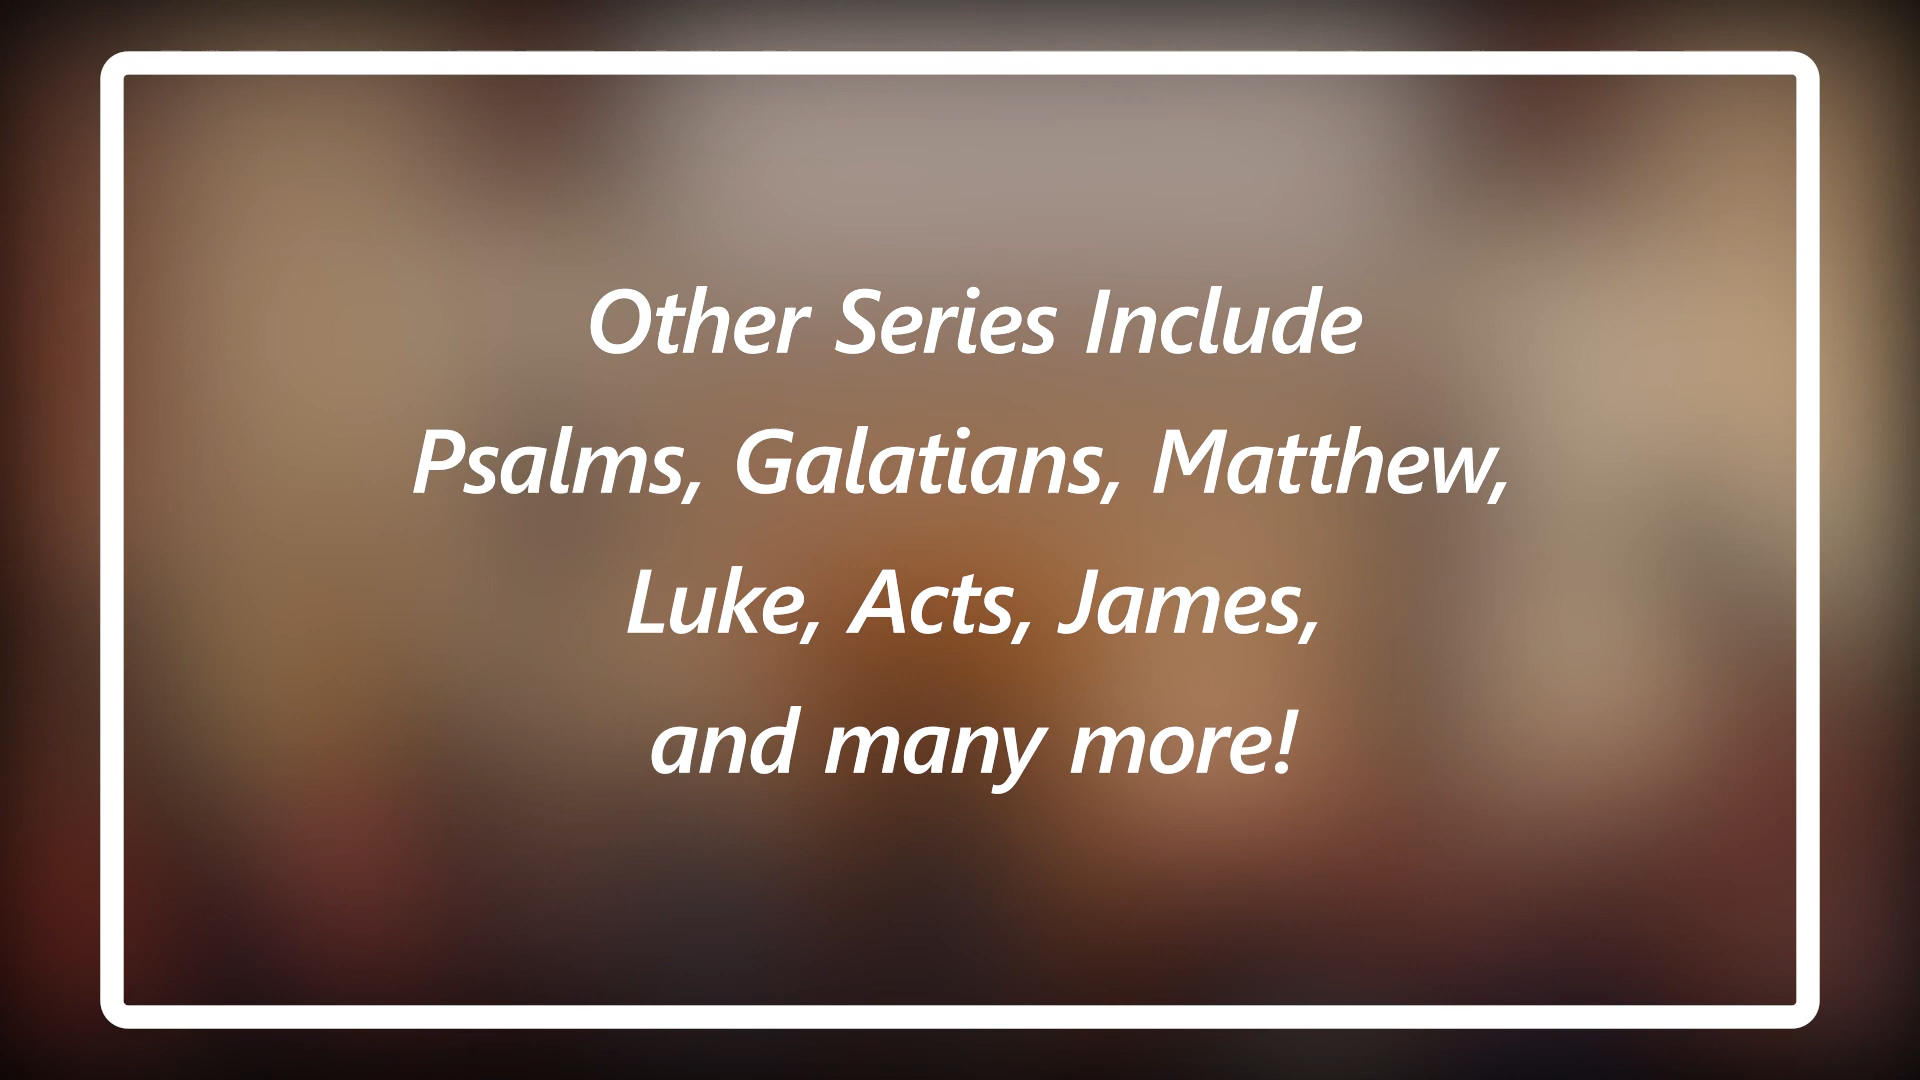 Other Series Include
Psalms, Galatians, Matthew,
Luke, Acts, James,
and many more!